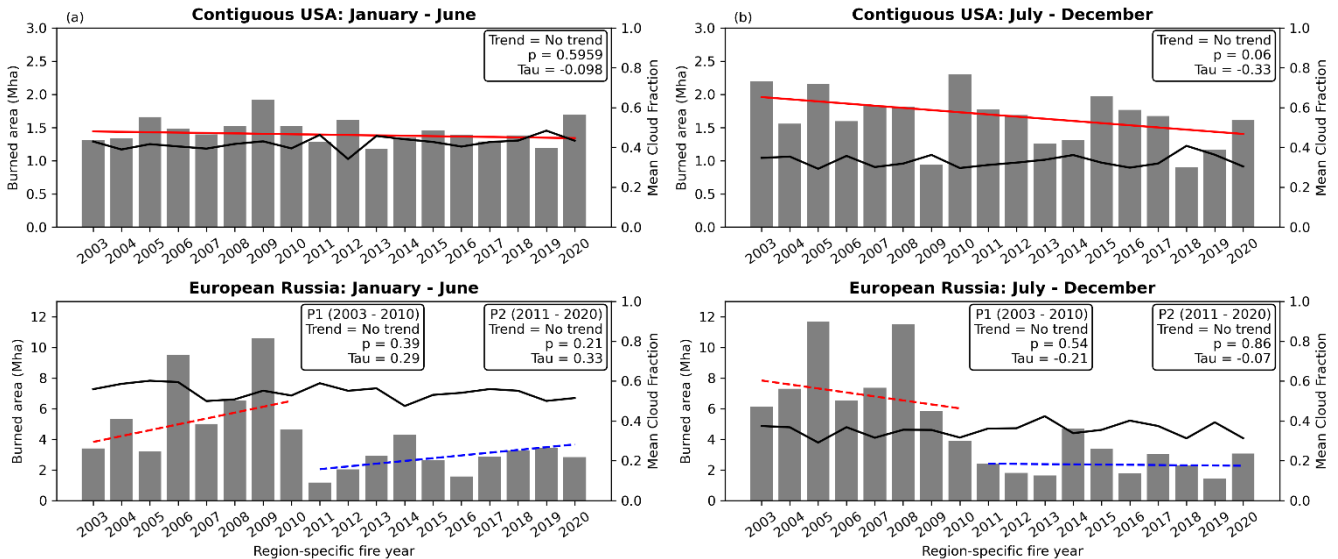 (a)
Contiguous USA: January - June
3.0
2.5
2.0
1.5
1.0
0.5
0.0
Burned area (Mha)
Trend = No trend
p = 0.5959
Tau = -0.098
1.0
0.8
0.6
0.4
0.2
0.0
Mean Cloud Fraction
2003 2004 2005 2006 2007 2008 2009 2010 2011 2012 2013 2014 2015 2016 2017 2018 2019 2020
(b)
Contiguous USA: July - December
3.0
2.5
2.0
1.5
1.0
0.5
0.0
Burned area (Mha)
Trend = No trend
p = 0.06
Tau = -0.33
1.0
0.8
0.6
0.4
0.2
0.0
Mean Cloud Fraction
2003 2004 2005 2006 2007 2008 2009 2010 2011 2012 2013 2014 2015 2016 2017 2018 2019 2020
European Russia: January - June
12
10
8
6
4
2
0
Burned area (Mha)
P1 (2003 - 2010)
Trend = No trend
p = 0.39
Tau = 0.29
P2 (2011 - 2020)
Trend = No trend
p = 0.21
Tau = 0.33
1.0
0.8
0.6
0.4
0.2
0.0
Mean Cloud Fraction
2003 2004 2005 2006 2007 2008 2009 2010 2011 2012 2013 2014 2015 2016 2017 2018 2019 2020
Region-specific fire year
European Russia: July - December
12
10
8
6
4
2
0
Burned area (Mha)
P1 (2003 - 2010)
Trend = No trend
p = 0.54
Tau = -0.21
P2 (2011 - 2020)
Trend = No trend
p = 0.86
Tau = -0.07
1.0
0.8
0.6
0.4
0.2
0.0
Mean Cloud Fraction
2003 2004 2005 2006 2007 2008 2009 2010 2011 2012 2013 2014 2015 2016 2017 2018 2019 2020
Region-specific fire year